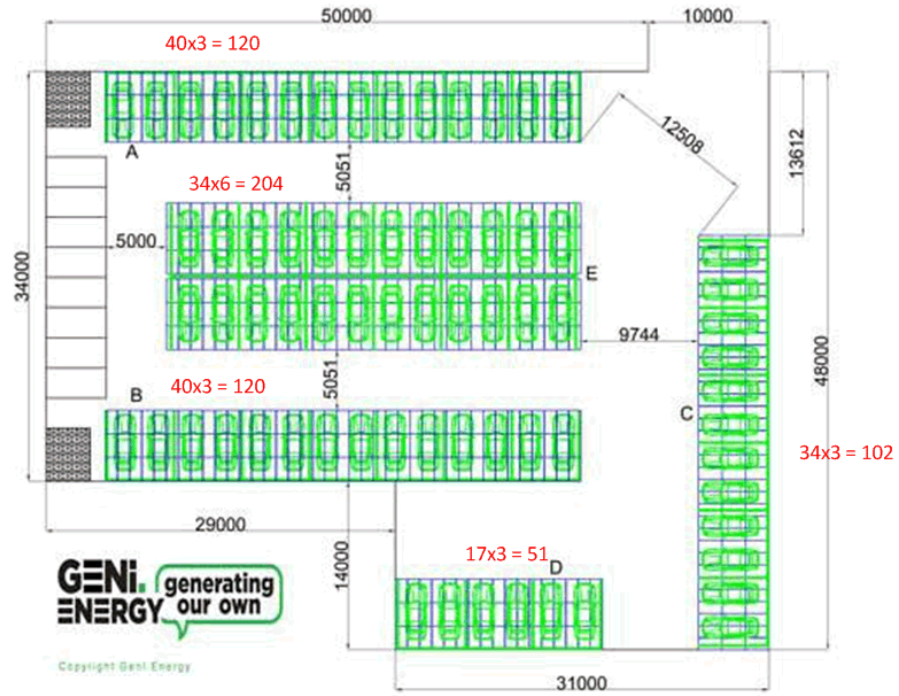 50000
10000
40x3 = 120
A
5051
12508
13612
34x6 = 204
5000
E
34000
9744
5051
40x3 = 120
B
C
48000
34x3 = 102
29000
14000
17x3 = 51
D
GENi.
ENERGY
generating
our own
Copyright Geni.Energy
31000